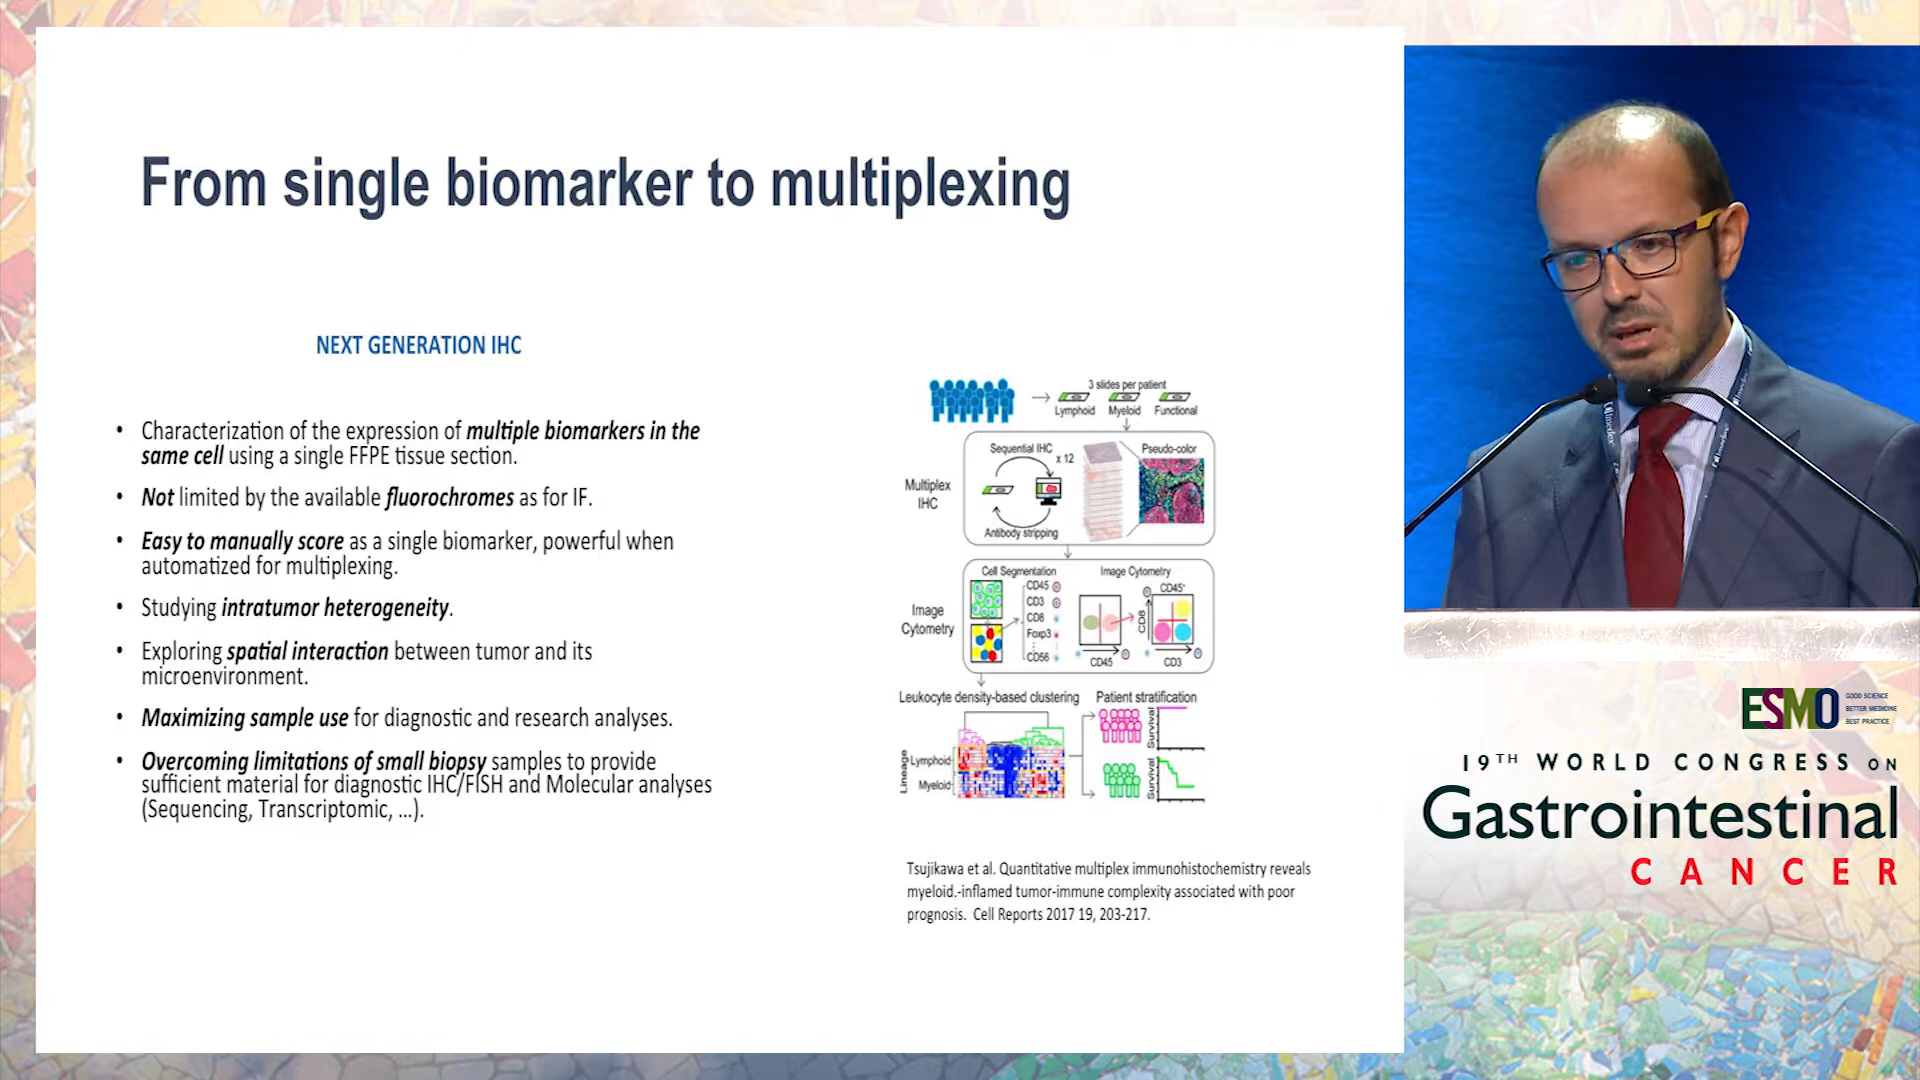 From single biomarker to multiplexing
NEXT GENERATION IHC
• Characterization of the expression of multiple biomarkers in the
same cell using a single FFPE tissue section.
• Not limited by the available fluorochromes as for IF.
• Easy to manually score as a single biomarker, powerful when
automatized for multiplexing.
• Studying intratumor heterogeneity.
• Exploring spatial interaction between tumor and its
microenvironment.
• Maximizing sample use for diagnostic and research analyses.
• Overcoming limitations of small biopsy samples to provide
sufficient material for diagnostic IHC/FISH and Molecular analyses
(Sequencing, Transcriptomic, ...).
3 slides per patient
Lymphoid Myeloid Functional
Multiplex
IHC
Sequential IHC
x 12
Antibody stripping
Pseudo-color
Image
Cytometry
Cell Segmentation
CD45
CD3
CD8
Foxp3
CD56
Image Cytometry
CD45
CD45+
CD8
CD3
Leukocyte density-based clustering
Lineage
Lymphoid
Myeloid
Patient stratification
Survival
Survival
Tsujikawa et al. Quantitative multiplex immunohistochemistry reveals
myeloid.-inflamed tumor-immune complexity associated with poor
prognosis. Cell Reports 2017 19, 203-217.
imedex
imedex
ESMO
GOOD SCIENCE
BETTER MEDICINE
BEST PRACTICE
19TH WORLD CONGRESS ON
Gastrointestinal
CANCER